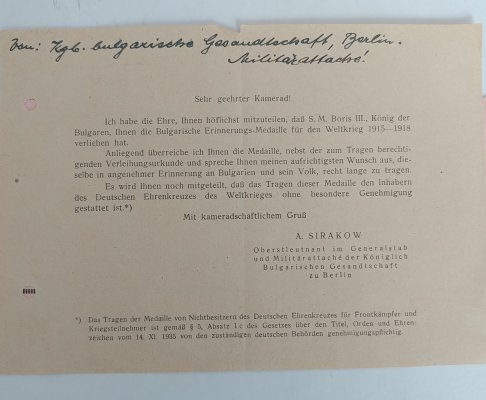 Von: Kgl. bulgarische Gesandtschaft, Berlin.
Militärattaché!
Sehr geehrter Kamerad!
Ich habe die Ehre, Ihnen höflichst mitzuteilen, daß S. M. Boris III., König der
Bulgaren, Ihnen die Bulgarische Erinnerungs-Medaille für den Weltkrieg 1915—1918
verliehen hat.
Anliegend überreiche ich Ihnen die Medaille, nebst der zum Tragen berechti-
genden Verleihungsurkunde und spreche Ihnen meinen aufrichtigsten Wunsch aus, die-
selbe in angenehmer Erinnerung an Bulgarien und sein Volk, recht lange zu tragen.
Es wird Ihnen noch mitgeteilt, daß das Tragen dieser Medaille den Inhabern
des Deutschen Ehrenkreuzes des Weltkrieges ohne besondere Genehmigung
gestattet ist.*)
Mit kameradschaftlichem Gruß
A. SIRAKOW
Oberstleutnant im Generalstab
und Militärattaché der Königlich
Bulgarischen Gesandtschaft
zu Berlin
*) Das Tragen der Medaille von Nichtbesitzern des Deutschen Ehrenkreuzes für Frontkämpfer und
Kriegsteilnehmer ist gemäß § 5, Absatz 1c des Gesetzes über den Titel, Orden und Ehren-
zeichen vom 14. XI. 1935 von den zuständigen deutschen Behörden genehmigungspflichtig.